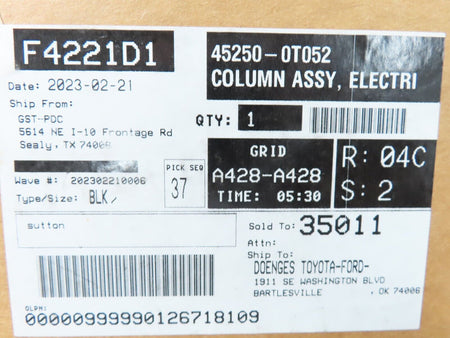 F4221D1
45250-0T052
COLUMN ASSY, ELECTRI
Date: 2023-02-21
Ship From:
GST-PDC
5614 NE I-10 Frontage Rd
Sealy, TX
QTY: 1
PICK SEQ
37
Wave #: 202302210006
Type/Size: BLK/
GRID
A428-A428
TIME: 05:30
R: 04C
S: 2
sutton
Sold To: 35011
Attn:
Ship To:
DOENGES TOYOTA-FORD-
1911 SE WASHINGTON BLVD
BARTLESVILLE , OK 74006
OLPN:
00000999990126718109